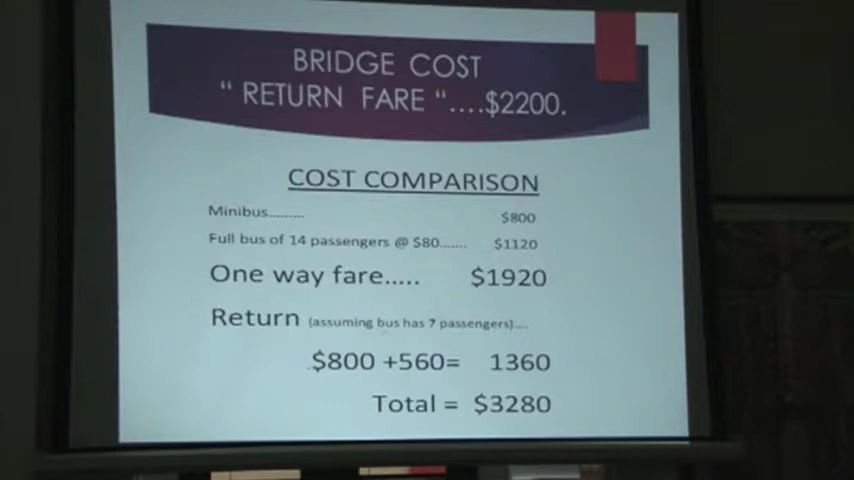 BRIDGE COST
“ RETURN FARE “....$2200.
COST COMPARISON
Minibus......... $800
Full bus of 14 passengers @ $80....... $1120
One way fare..... $1920
Return (assuming bus has 7 passengers)....
$800 +560= 1360
Total = $3280